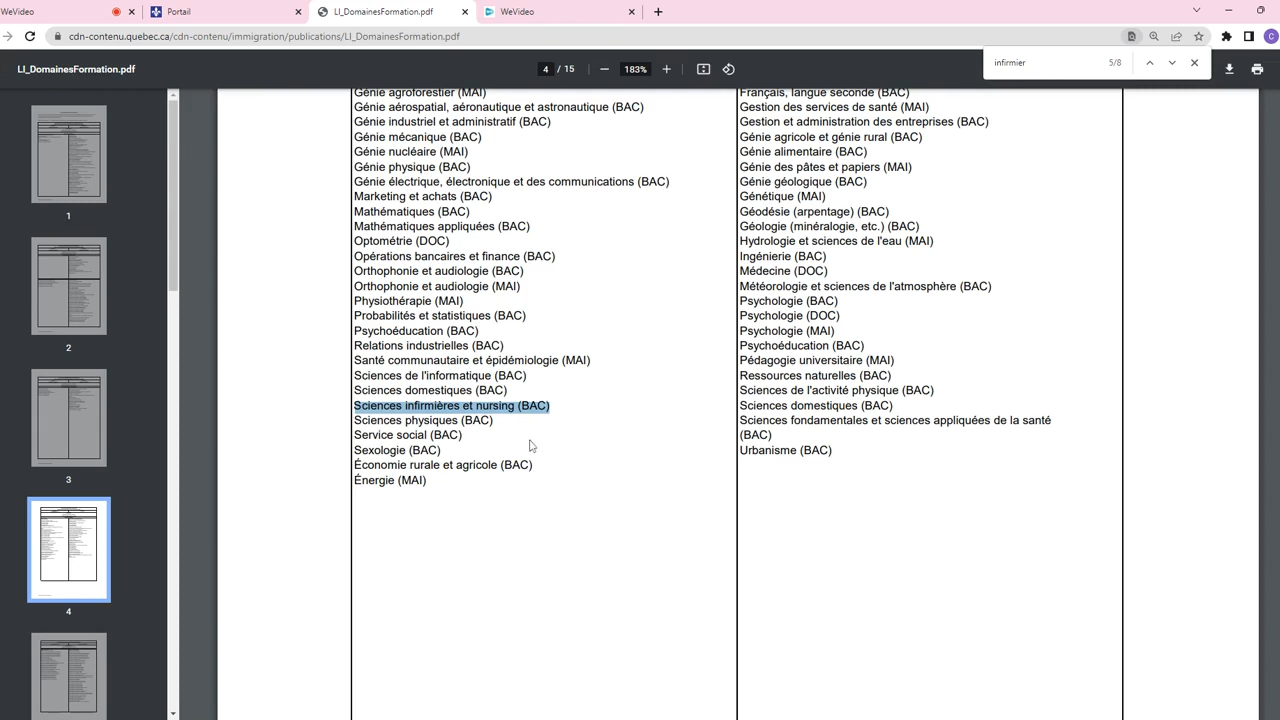 WeVideo
Portail
LI_DomainesFormation.pdf
WeVideo
cdn-contenu.quebec.ca/cdn-contenu/immigration/publications/LI_DomainesFormation.pdf
C
LI_DomainesFormation.pdf
4 / 15
183%
infirmier
5/8
1
2
3
4
Génie agroforestier (MAI)
Génie aérospatial, aéronautique et astronautique (BAC)
Génie industriel et administratif (BAC)
Génie mécanique (BAC)
Génie nucléaire (MAI)
Génie physique (BAC)
Génie électrique, électronique et des communications (BAC)
Marketing et achats (BAC)
Mathématiques (BAC)
Mathématiques appliquées (BAC)
Optométrie (DOC)
Opérations bancaires et finance (BAC)
Orthophonie et audiologie (BAC)
Orthophonie et audiologie (MAI)
Physiothérapie (MAI)
Probabilités et statistiques (BAC)
Psychoéducation (BAC)
Relations industrielles (BAC)
Santé communautaire et épidémiologie (MAI)
Sciences de l'informatique (BAC)
Sciences domestiques (BAC)
Sciences infirmières et nursing (BAC)
Sciences physiques (BAC)
Service social (BAC)
Sexologie (BAC)
Économie rurale et agricole (BAC)
Énergie (MAI)
Français, langue seconde (BAC)
Gestion des services de santé (MAI)
Gestion et administration des entreprises (BAC)
Génie agricole et génie rural (BAC)
Génie alimentaire (BAC)
Génie des pâtes et papiers (MAI)
Génie géologique (BAC)
Génétique (MAI)
Géodésie (arpentage) (BAC)
Géologie (minéralogie, etc.) (BAC)
Hydrologie et sciences de l'eau (MAI)
Ingénierie (BAC)
Médecine (DOC)
Météorologie et sciences de l'atmosphère (BAC)
Psychologie (BAC)
Psychologie (DOC)
Psychologie (MAI)
Psychoéducation (BAC)
Pédagogie universitaire (MAI)
Ressources naturelles (BAC)
Sciences de l'activité physique (BAC)
Sciences domestiques (BAC)
Sciences fondamentales et sciences appliquées de la santé
(BAC)
Urbanisme (BAC)